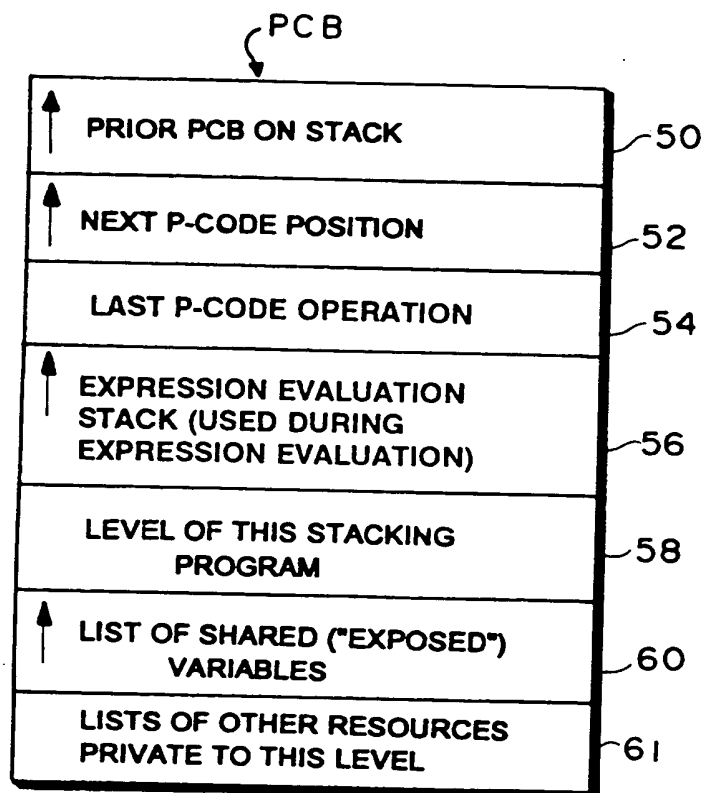 PCB
PRIOR PCB ON STACK
50
NEXT P-CODE POSITION
52
LAST P-CODE OPERATION
54
EXPRESSION EVALUATION
STACK (USED DURING
EXPRESSION EVALUATION)
56
LEVEL OF THIS STACKING
PROGRAM
58
LIST OF SHARED ("EXPOSED")
VARIABLES
60
LISTS OF OTHER RESOURCES
PRIVATE TO THIS LEVEL
61